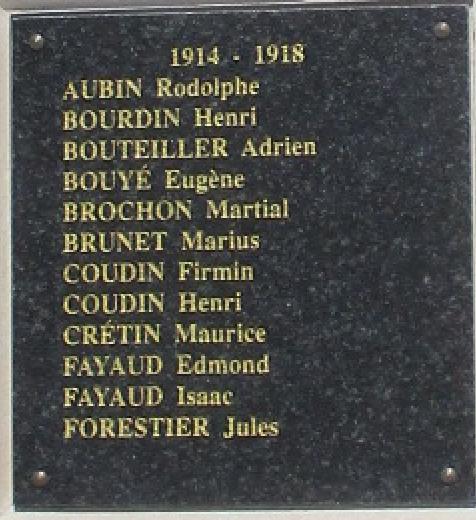 1914 - 1918
AUBIN Rodolphe
BOURDIN Henri
BOUTEILLER Adrien
BOUYÉ Eugène
BROCHON Martial
BRUNET Marius
COUDIN Firmin
COUDIN Henri
CRÉTIN Maurice
FAYAUD Edmond
FAYAUD Isaac
FORESTIER Jules